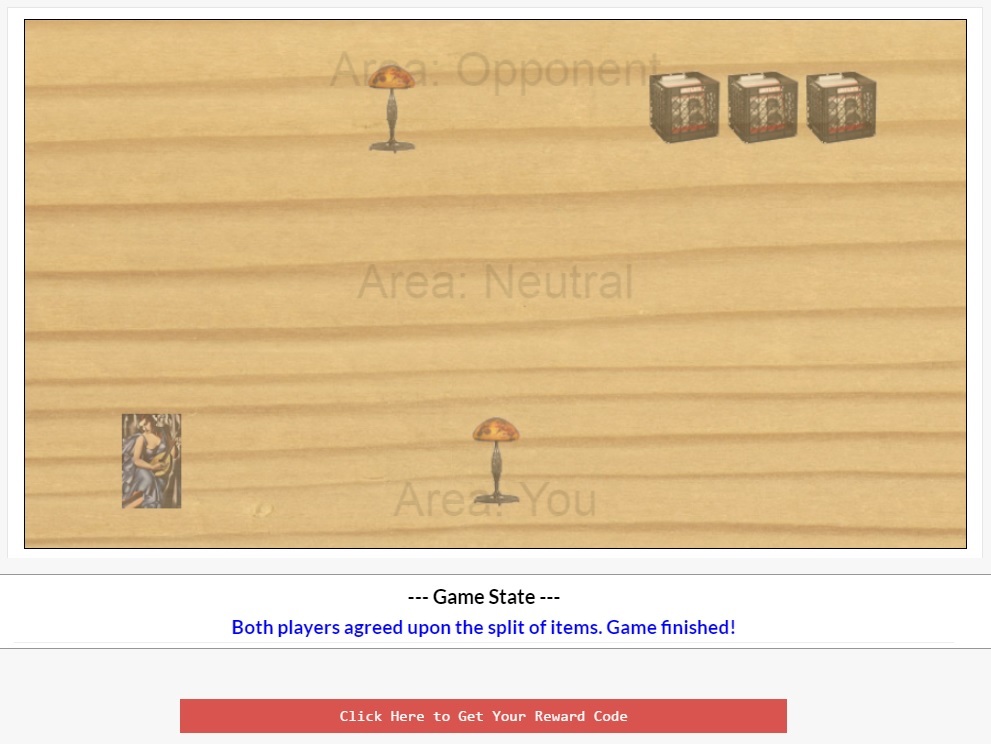 Area: Opponent
Area: Neutral
Area: You
--- Game State ---
Both players agreed upon the split of items. Game finished!
Click Here to Get Your Reward Code